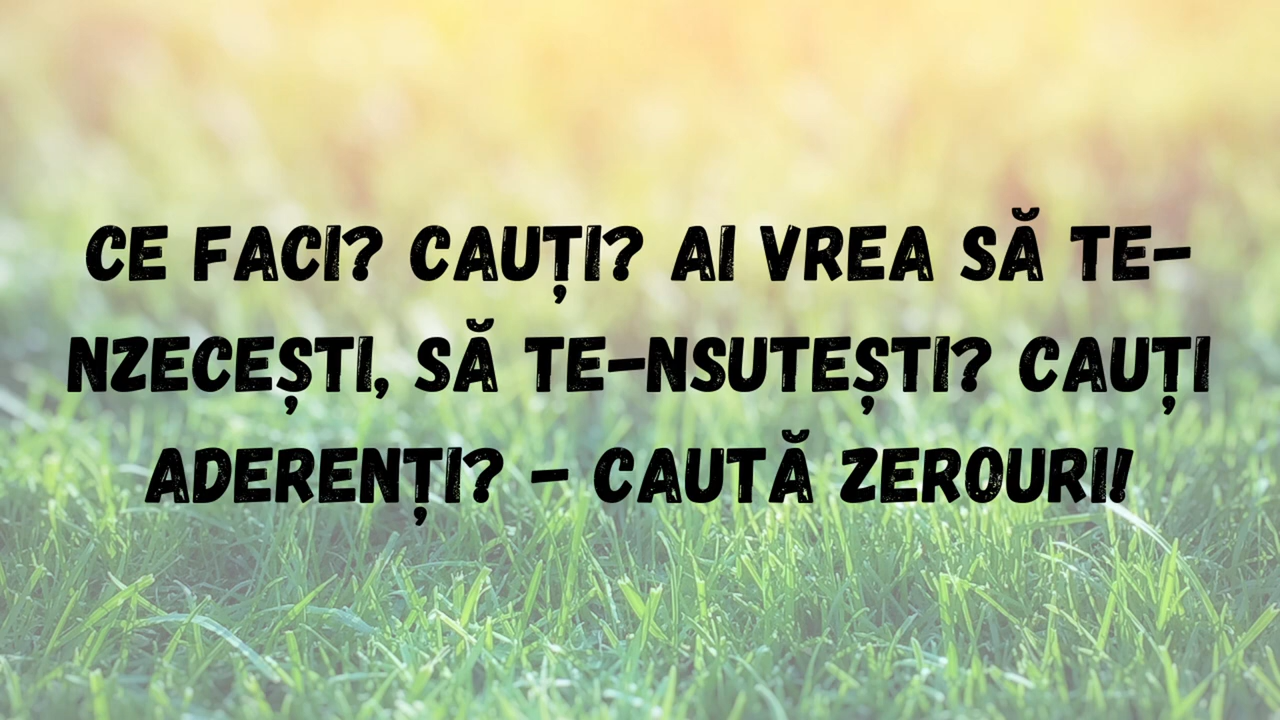 CE FACI? CAUȚI? AI VREA SĂ TE-
NZECEȘTI, SĂ TE-NSUTEȘTI? CAUȚI
ADERENȚI? – CAUTĂ ZEROURI!